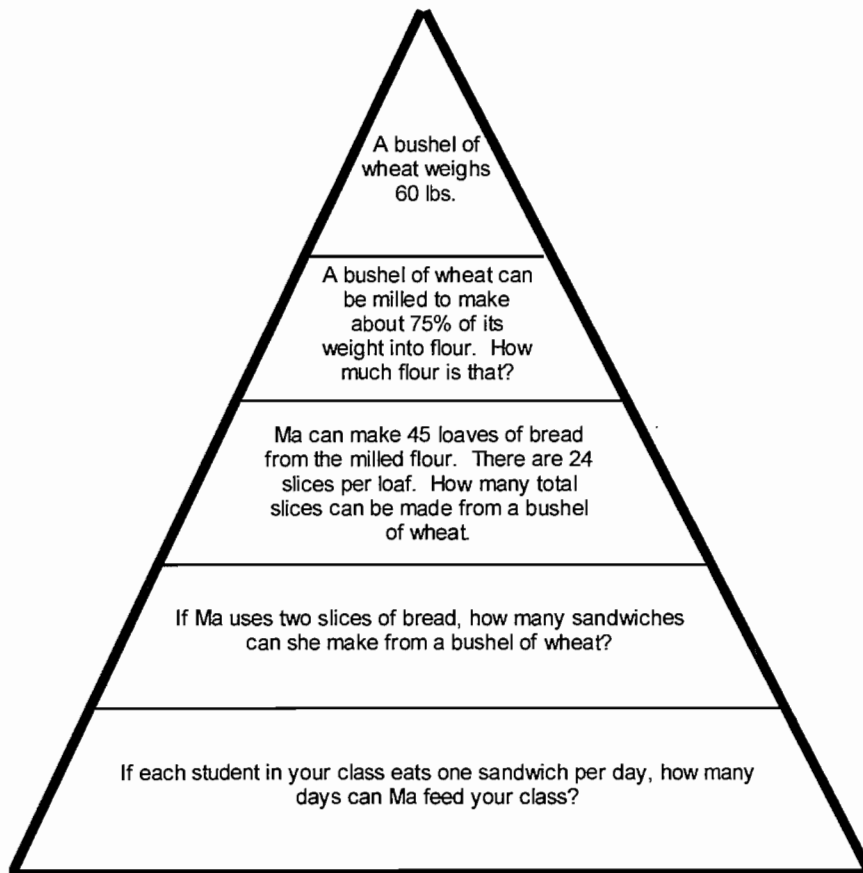 A bushel of
wheat weighs
60 lbs.
A bushel of wheat can
be milled to make
about 75% of its
weight into flour.  How
much flour is that?
Ma can make 45 loaves of bread
from the milled flour.  There are 24
slices per loaf.  How many total
slices can be made from a bushel
of wheat.
If Ma uses two slices of bread, how many sandwiches
can she make from a bushel of wheat?
If each student in your class eats one sandwich per day, how many
days can Ma feed your class?